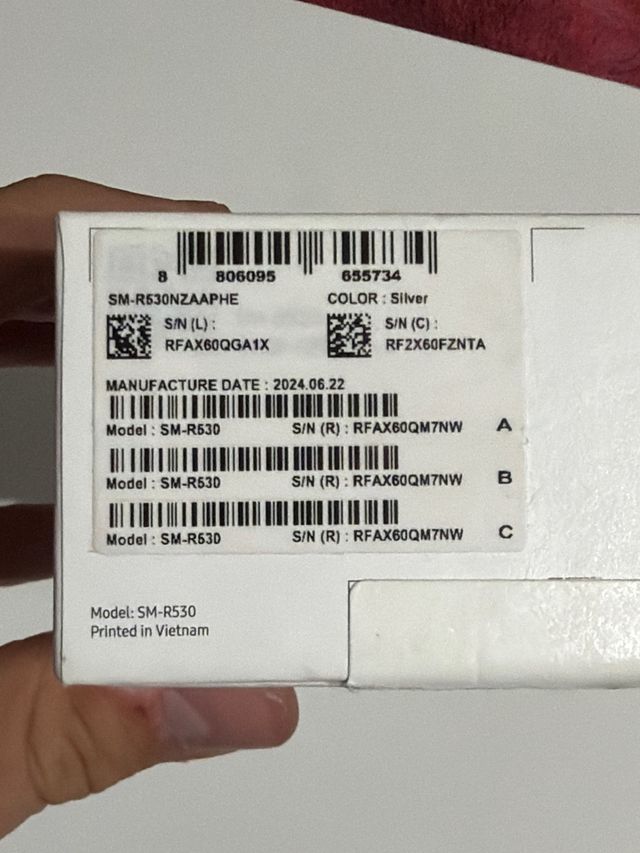 8 806095 655734
SM-R530NZAAPHE COLOR : Silver
S/N (L) : S/N (C) :
RFAX60QGA1X RF2X60FZNTA
MANUFACTURE DATE : 2024.06.22
Model : SM-R530 S/N (R) : RFAX60QM7NW A
Model : SM-R530 S/N (R) : RFAX60QM7NW B
Model : SM-R530 S/N (R) : RFAX60QM7NW C
Model: SM-R530
Printed in Vietnam